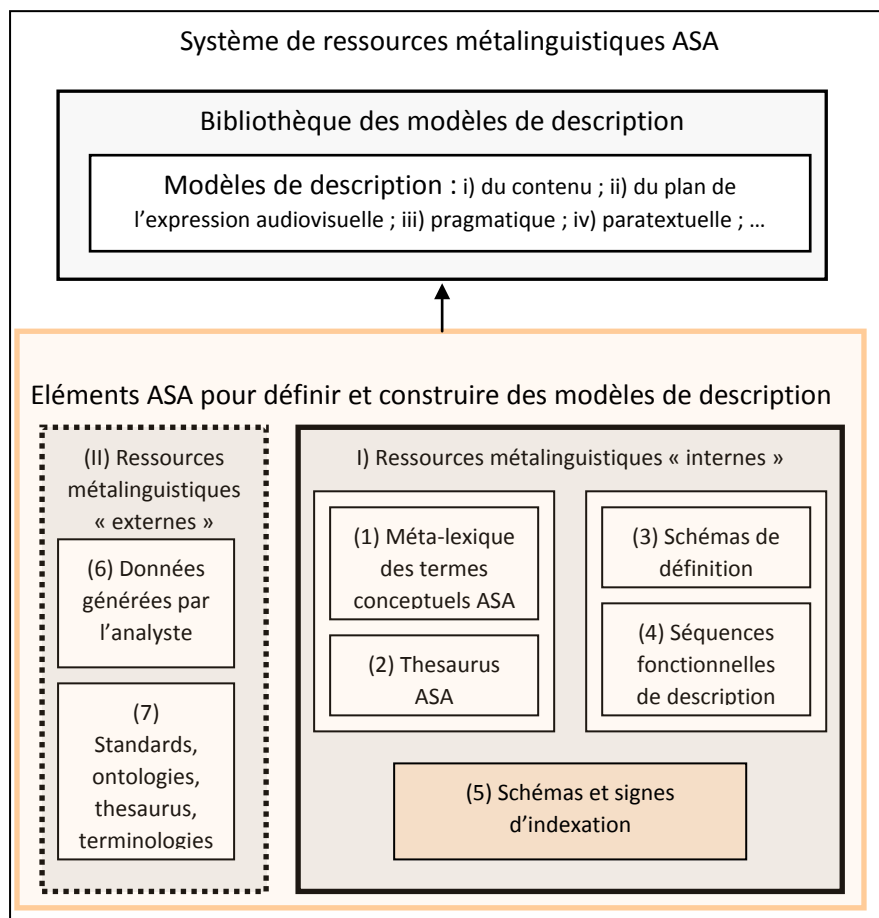 Système de ressources métalinguistiques ASA
Bibliothèque des modèles de description
Modèles de description : i) du contenu ; ii) du plan de
l’expression audiovisuelle ; iii) pragmatique ; iv) paratextuelle ; …
Eléments ASA pour définir et construire des modèles de description
(II) Ressources
métalinguistiques
« externes »
(6) Données
générées par
l’analyste
(7)
Standards,
ontologies,
thesaurus,
terminologies
I) Ressources métalinguistiques « internes »
(1) Méta-lexique
des termes
conceptuels ASA
(2) Thesaurus
ASA
(3) Schémas de
définition
(4) Séquences
fonctionnelles
de description
(5) Schémas et signes
d’indexation